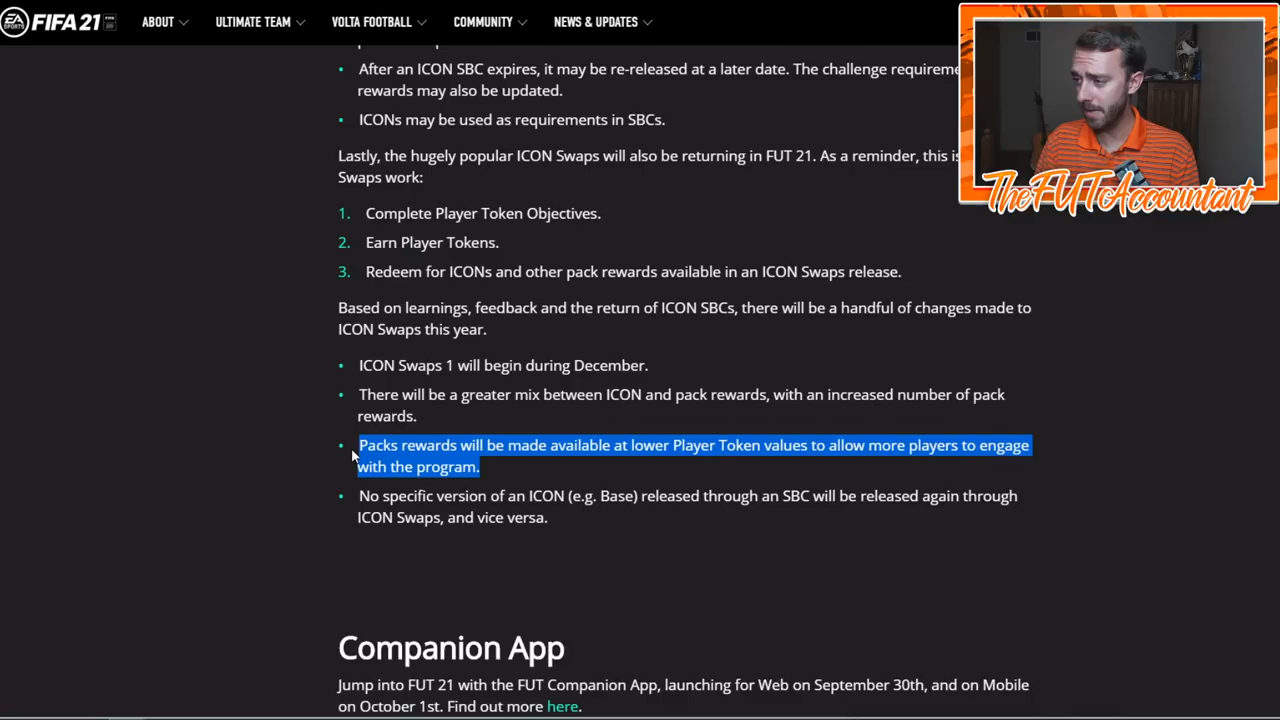 EA SPORTS FIFA 21
ABOUT ULTIMATE TEAM VOLTA FOOTBALL COMMUNITY NEWS & UPDATES
After an ICON SBC expires, it may be re-released at a later date. The challenge
rewards may also be updated.
ICONs may be used as requirements in SBCs.
Lastly, the hugely popular ICON Swaps will also be returning in FUT 21. As a reminder, this is
Swaps work:
1. Complete Player Token Objectives.
2. Earn Player Tokens.
3. Redeem for ICONs and other pack rewards available in an ICON Swaps release.
Based on learnings, feedback and the return of ICON SBCs, there will be a handful of changes made to
ICON Swaps this year.
ICON Swaps 1 will begin during December.
There will be a greater mix between ICON and pack rewards, with an increased number of pack
rewards.
Packs rewards will be made available at lower Player Token values to allow more players to engage
with the program.
No specific version of an ICON (e.g. Base) released through an SBC will be released again through
ICON Swaps, and vice versa.
Companion App
Jump into FUT 21 with the FUT Companion App, launching for Web on September 30th, and on Mobile
on October 1st. Find out more here.
TheFUTAccountant